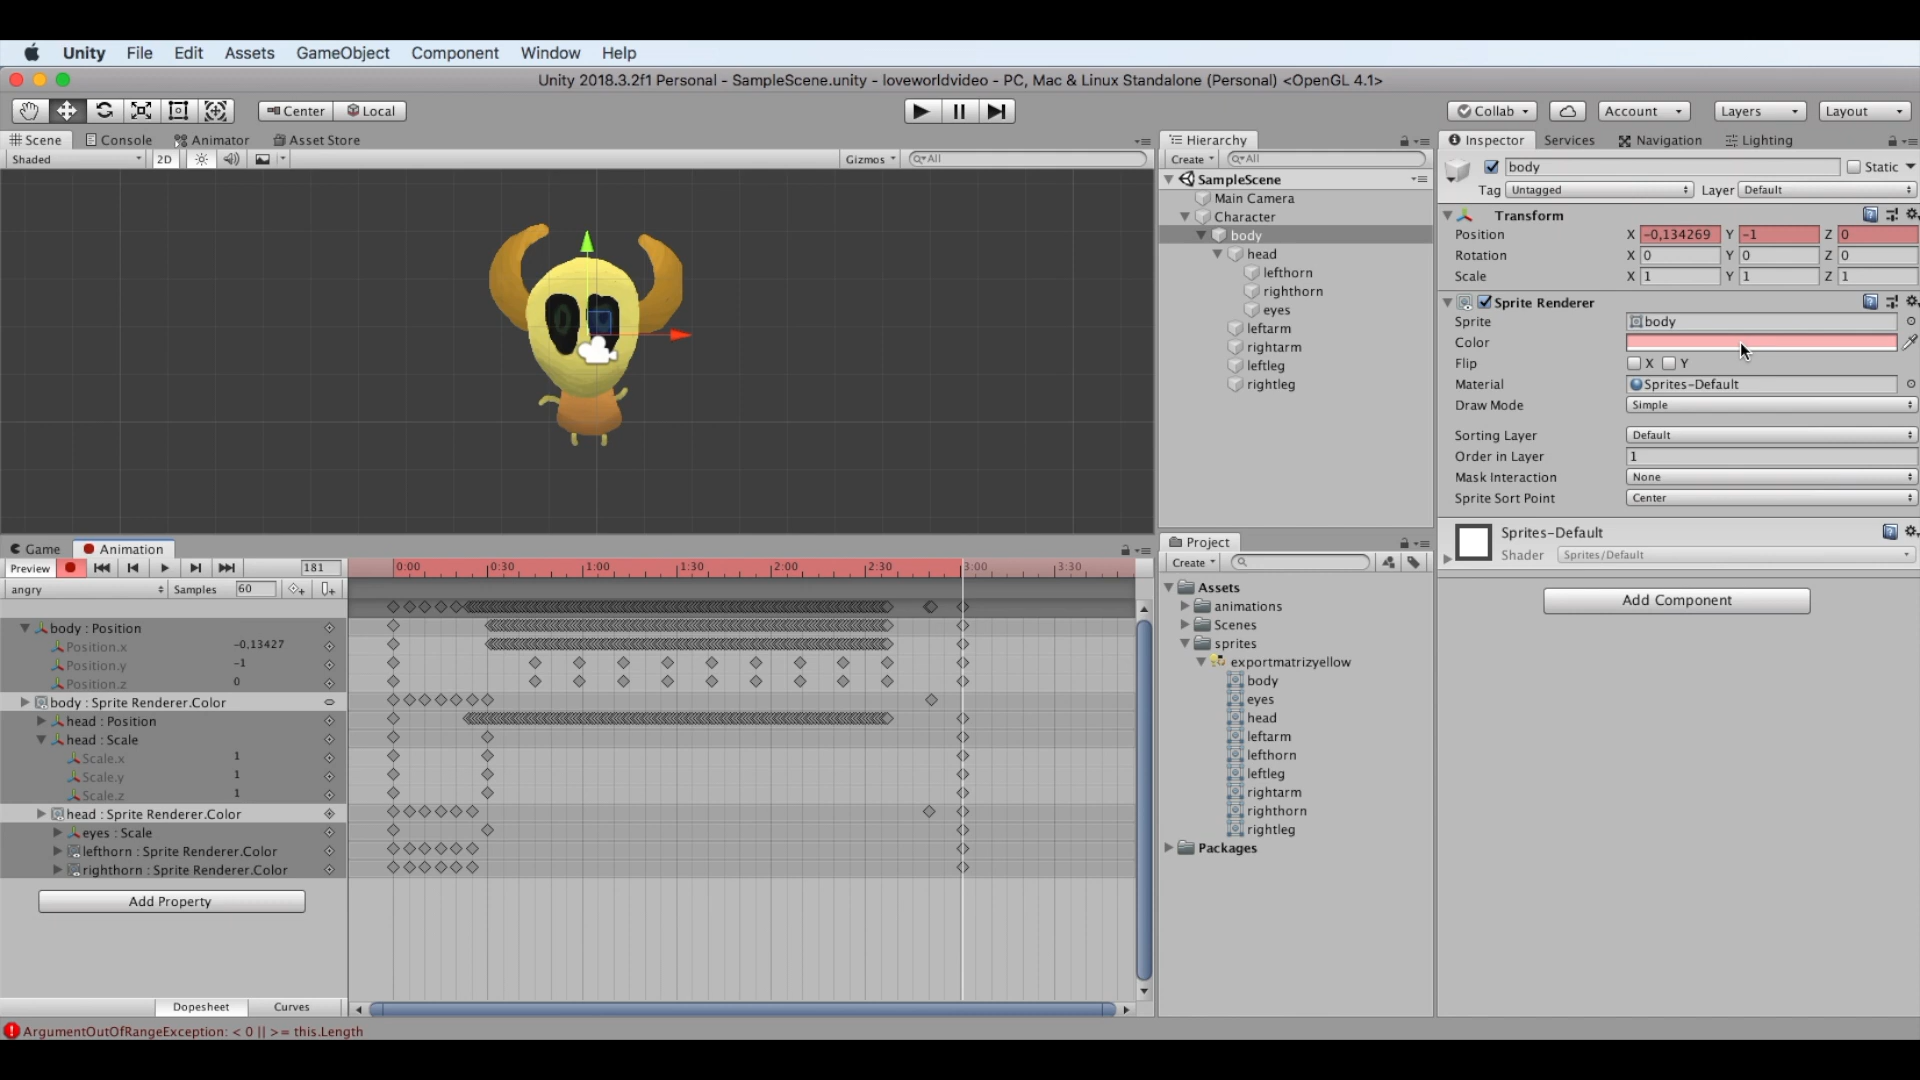 Unity File Edit Assets GameObject Component Window Help
Unity 2018.3.2f1 Personal - SampleScene.unity - loveworldvideo - PC, Mac & Linux Standalone (Personal) <OpenGL 4.1>
Center Local Collab Account Layers Layout
Scene Console Animator Asset Store
Shaded 2D Gizmos All
Hierarchy
Create All
SampleScene
Main Camera
Character
body
head
lefthorn
righthorn
eyes
leftarm
rightarm
leftleg
rightleg
Inspector Services Navigation Lighting
body Static
Tag Untagged Layer Default
Transform
Position X -0,134269 Y -1 Z 0
Rotation X 0 Y 0 Z 0
Scale X 1 Y 1 Z 1
Sprite Renderer
Sprite body
Color
Flip X Y
Material Sprites-Default
Draw Mode Simple
Sorting Layer Default
Order in Layer 1
Mask Interaction None
Sprite Sort Point Center
Sprites-Default
Shader Sprites/Default
Add Component
Game Animation
Preview 181 0:00 0:30 1:00 1:30 2:00 2:30 3:00 3:30
angry Samples 60
body : Position
Position.x -0,13427
Position.y -1
Position.z 0
body : Sprite Renderer.Color
head : Position
head : Scale
Scale.x 1
Scale.y 1
Scale.z 1
head : Sprite Renderer.Color
eyes : Scale
lefthorn : Sprite Renderer.Color
righthorn : Sprite Renderer.Color
Add Property
Dopesheet Curves
Project
Create
Assets
animations
Scenes
sprites
exportmatrizyellow
body
eyes
head
leftarm
lefthorn
leftleg
rightarm
righthorn
rightleg
Packages
ArgumentOutOfRangeException: < 0 || >= this.Length